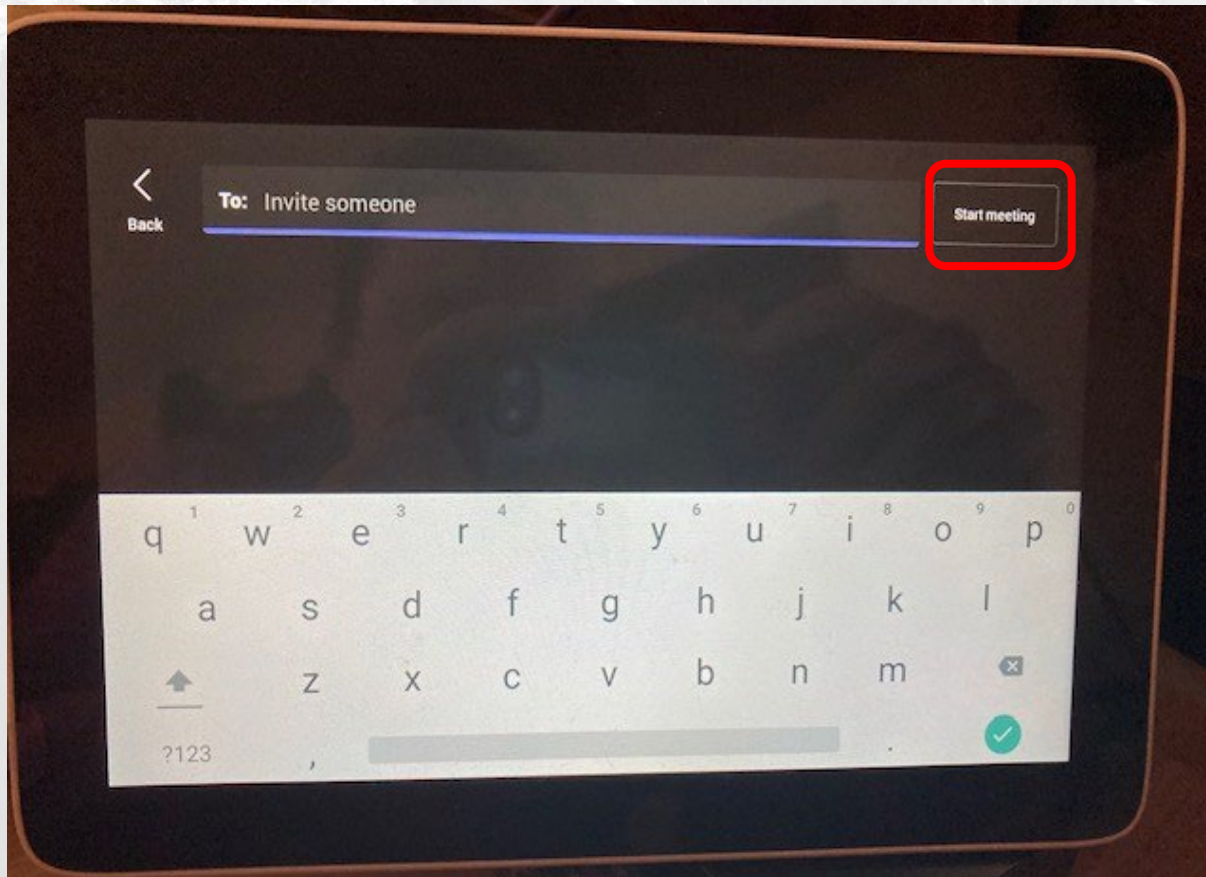 Back
To: Invite someone
Start meeting
q 1 w 2 e 3 r 4 t 5 y 6 u 7 i 8 o 9 p 0
a s d f g h j k l
z x c v b n m
?123 , .